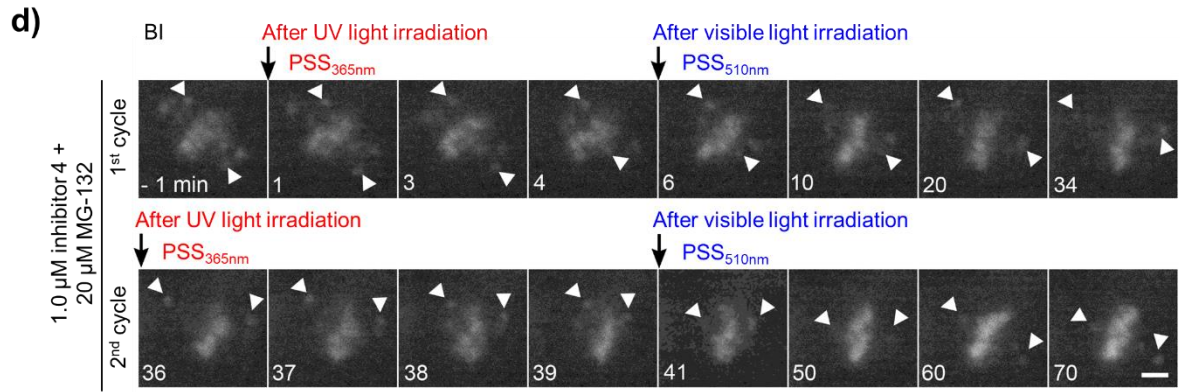 d)
BI
After UV light irradiation
PSS365nm
After visible light irradiation
PSS510nm
1.0 µM inhibitor 4 +
20 µM MG-132
1st cycle
- 1 min
1
3
4
6
10
20
34
After UV light irradiation
PSS365nm
After visible light irradiation
PSS510nm
2nd cycle
36
37
38
39
41
50
60
70